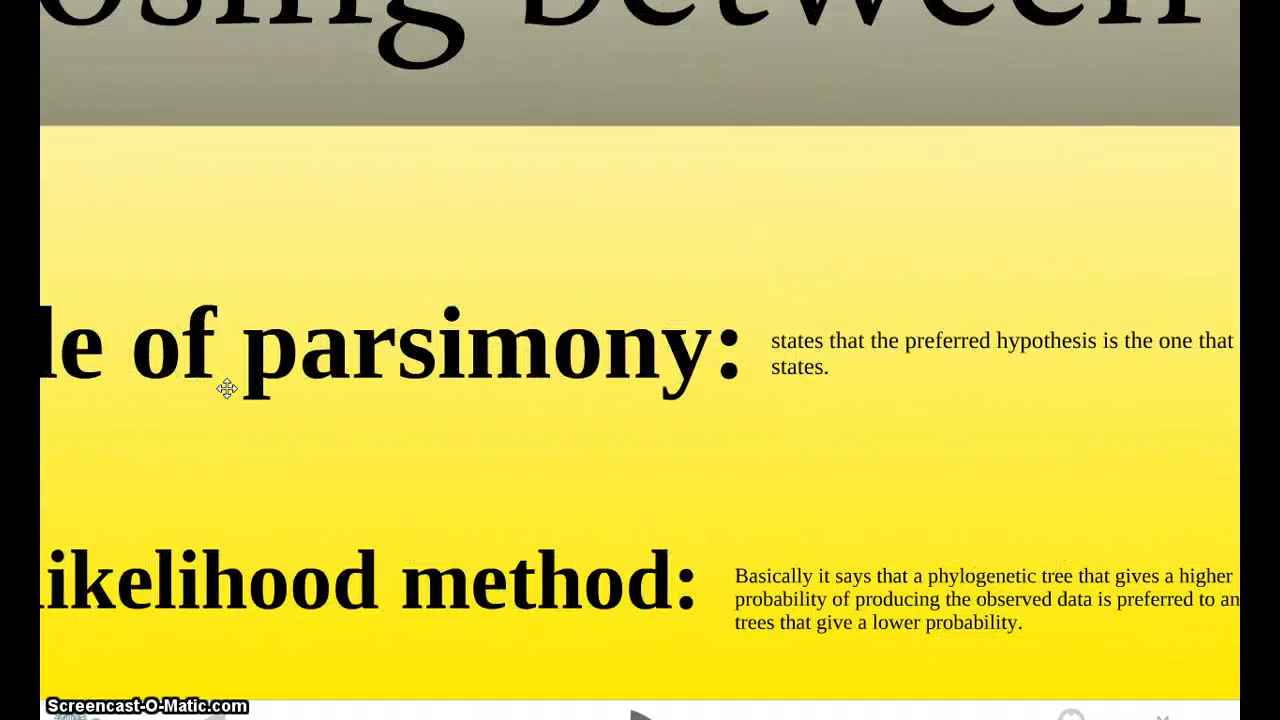 osing between
le of parsimony:
states that the preferred hypothesis is the one that
states.
likelihood method:
Basically it says that a phylogenetic tree that gives a higher
probability of producing the observed data is preferred to an
trees that give a lower probability.
Screencast-O-Matic.com